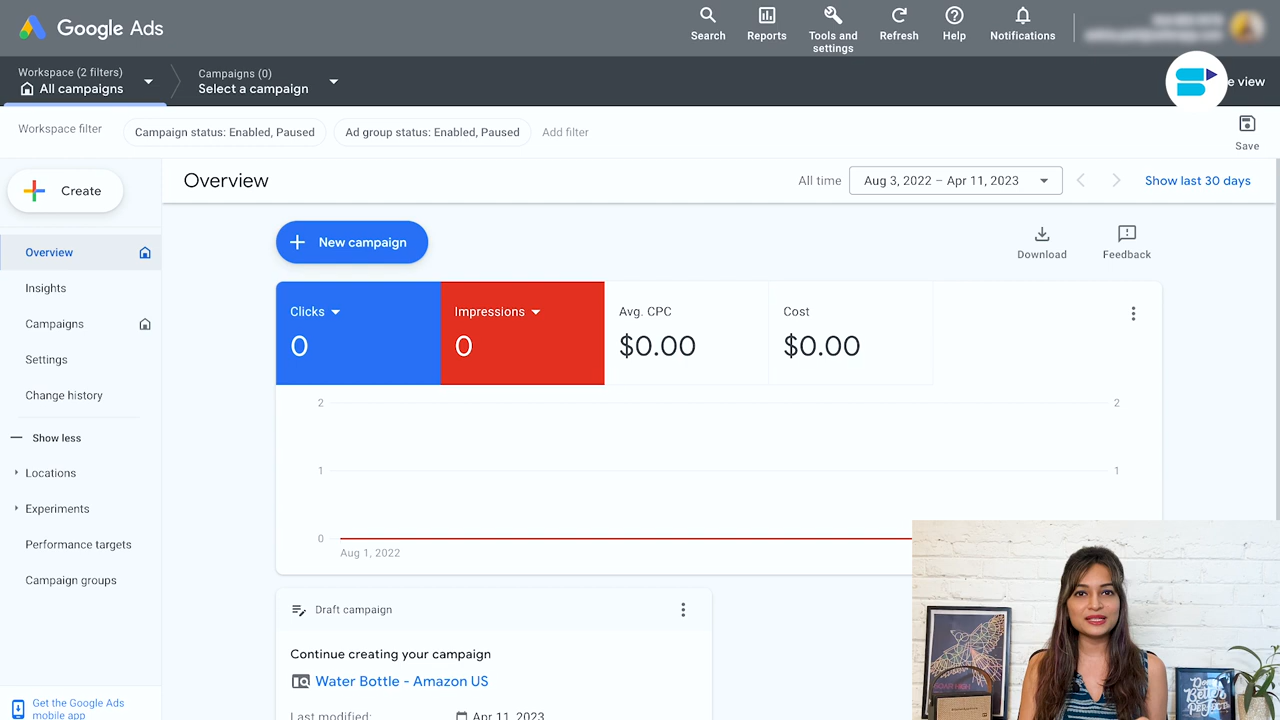 Google Ads
Search
Reports
Tools and
settings
Refresh
Help
Notifications
Workspace (2 filters)
All campaigns
Campaigns (0)
Select a campaign
e view
Workspace filter
Campaign status: Enabled, Paused
Ad group status: Enabled, Paused
Add filter
Save
Create
Overview
All time
Aug 3, 2022 – Apr 11, 2023
Show last 30 days
Overview
Insights
Campaigns
Settings
Change history
Show less
Locations
Experiments
Performance targets
Campaign groups
Get the Google Ads
mobile app
New campaign
Download
Feedback
Clicks
0
Impressions
0
Avg. CPC
$0.00
Cost
$0.00
2
2
1
1
0
Aug 1, 2022
Draft campaign
Continue creating your campaign
Water Bottle - Amazon US
Last modified
Apr 11, 2023